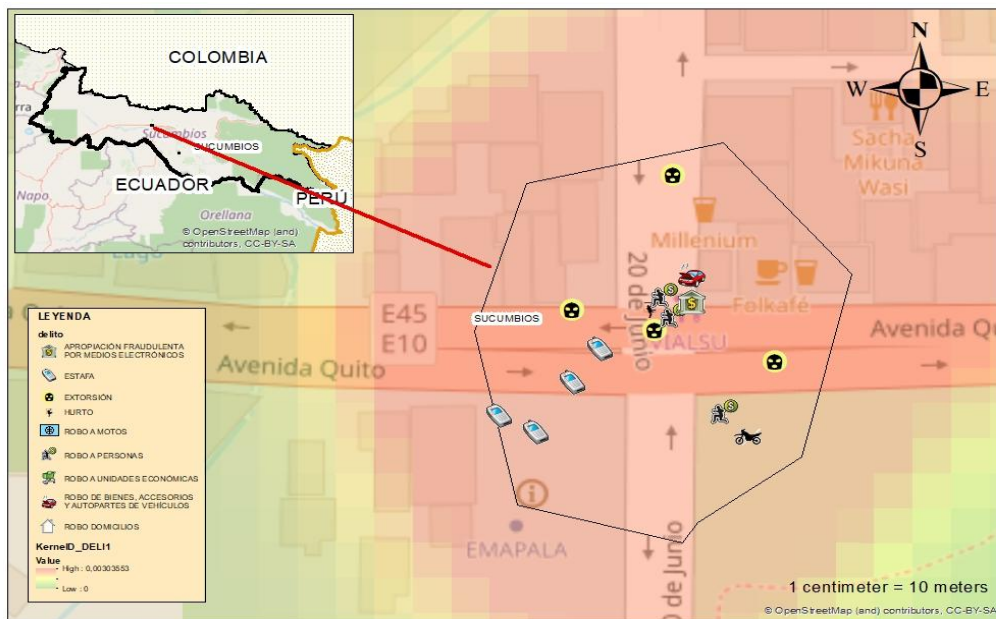 COLOMBIA
Sucumbíos
SUCUMBIOS
ECUADOR
PERÚ
Napo
Orellana
© OpenStreetMap (and)
contributors, CC-BY-SA
N
W
E
S
Sacha
Mikuna
Wasi
Millenium
Folkafé
20 de Junio
SUCUMBIOS
E45
E10
VIALSU
Avenida Quito
Avenida Quito
LEYENDA
delito
APROPIACIÓN FRAUDULENTA
POR MEDIOS ELECTRÓNICOS
ESTAFA
EXTORSIÓN
HURTO
ROBO A MOTOS
ROBO A PERSONAS
ROBO A UNIDADES ECONÓMICAS
ROBO DE BIENES, ACCESORIOS
Y AUTOPARTES DE VEHÍCULOS
ROBO DOMICILIOS
KernelD_DELI1
Value
High : 0,00303553
Low : 0
EMAPALA
de Junio
1 centimeter = 10 meters
© OpenStreetMap (and) contributors, CC-BY-SA